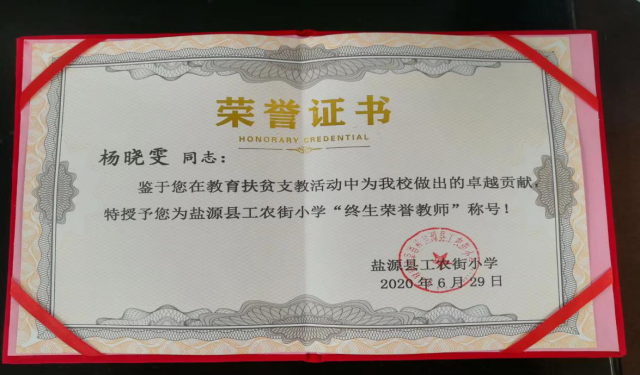 荣誉证书
HONORARY CREDENTIAL
杨晓雯 同志：
鉴于您在教育扶贫支教活动中为我校做出的卓越贡献，
特授予您为盐源县工农街小学“终生荣誉教师”称号！
盐源县工农街小学
2020年6月29日